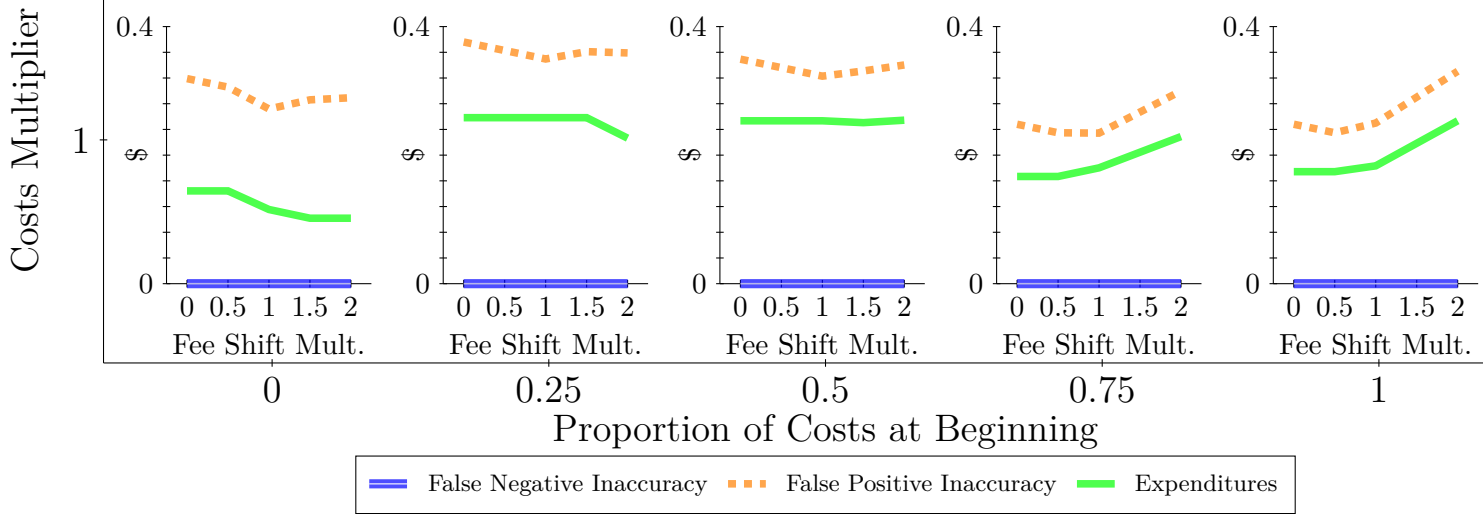 Costs Multiplier
1
0.4
$
0
0 0.5 1 1.5 2
Fee Shift Mult.
0.4
$
0
0 0.5 1 1.5 2
Fee Shift Mult.
0.4
$
0
0 0.5 1 1.5 2
Fee Shift Mult.
0.4
$
0
0 0.5 1 1.5 2
Fee Shift Mult.
0.4
$
0
0 0.5 1 1.5 2
Fee Shift Mult.
0 0.25 0.5 0.75 1
Proportion of Costs at Beginning
False Negative Inaccuracy False Positive Inaccuracy Expenditures